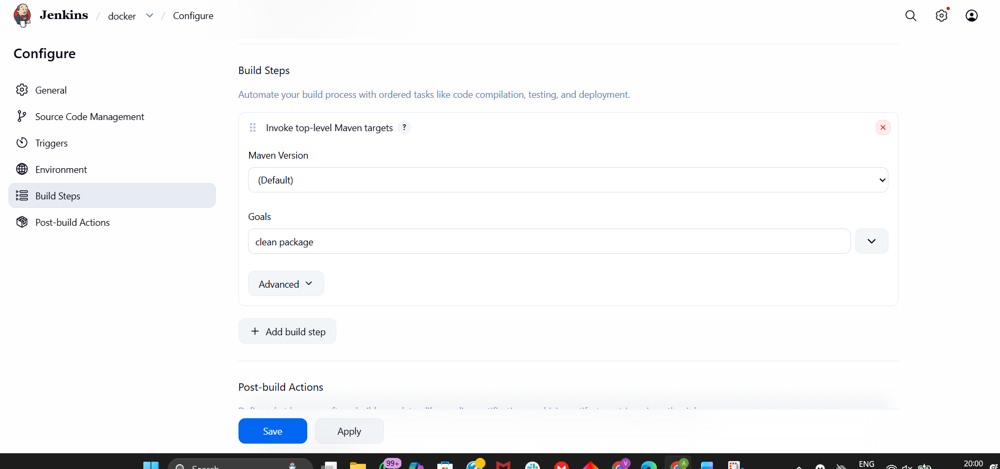 Jenkins / docker / Configure
Configure
General
Source Code Management
Triggers
Environment
Build Steps
Post-build Actions
Build Steps
Automate your build process with ordered tasks like code compilation, testing, and deployment.
Invoke top-level Maven targets ?
Maven Version
(Default)
Goals
clean package
Advanced
+ Add build step
Post-build Actions
Save
Apply
Search
99+
V
A
ENG
20:00